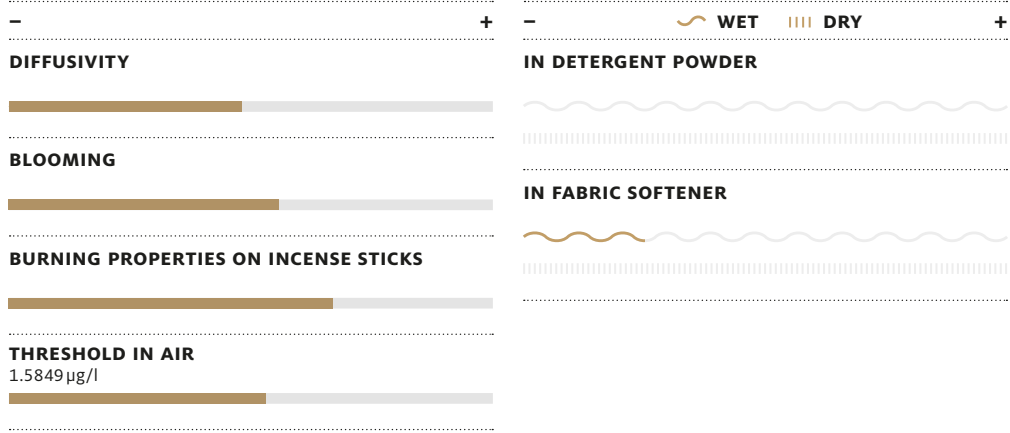 – +
DIFFUSIVITY
BLOOMING
BURNING PROPERTIES ON INCENSE STICKS
THRESHOLD IN AIR
1.5849 µg/l
– WET DRY +
IN DETERGENT POWDER
IN FABRIC SOFTENER